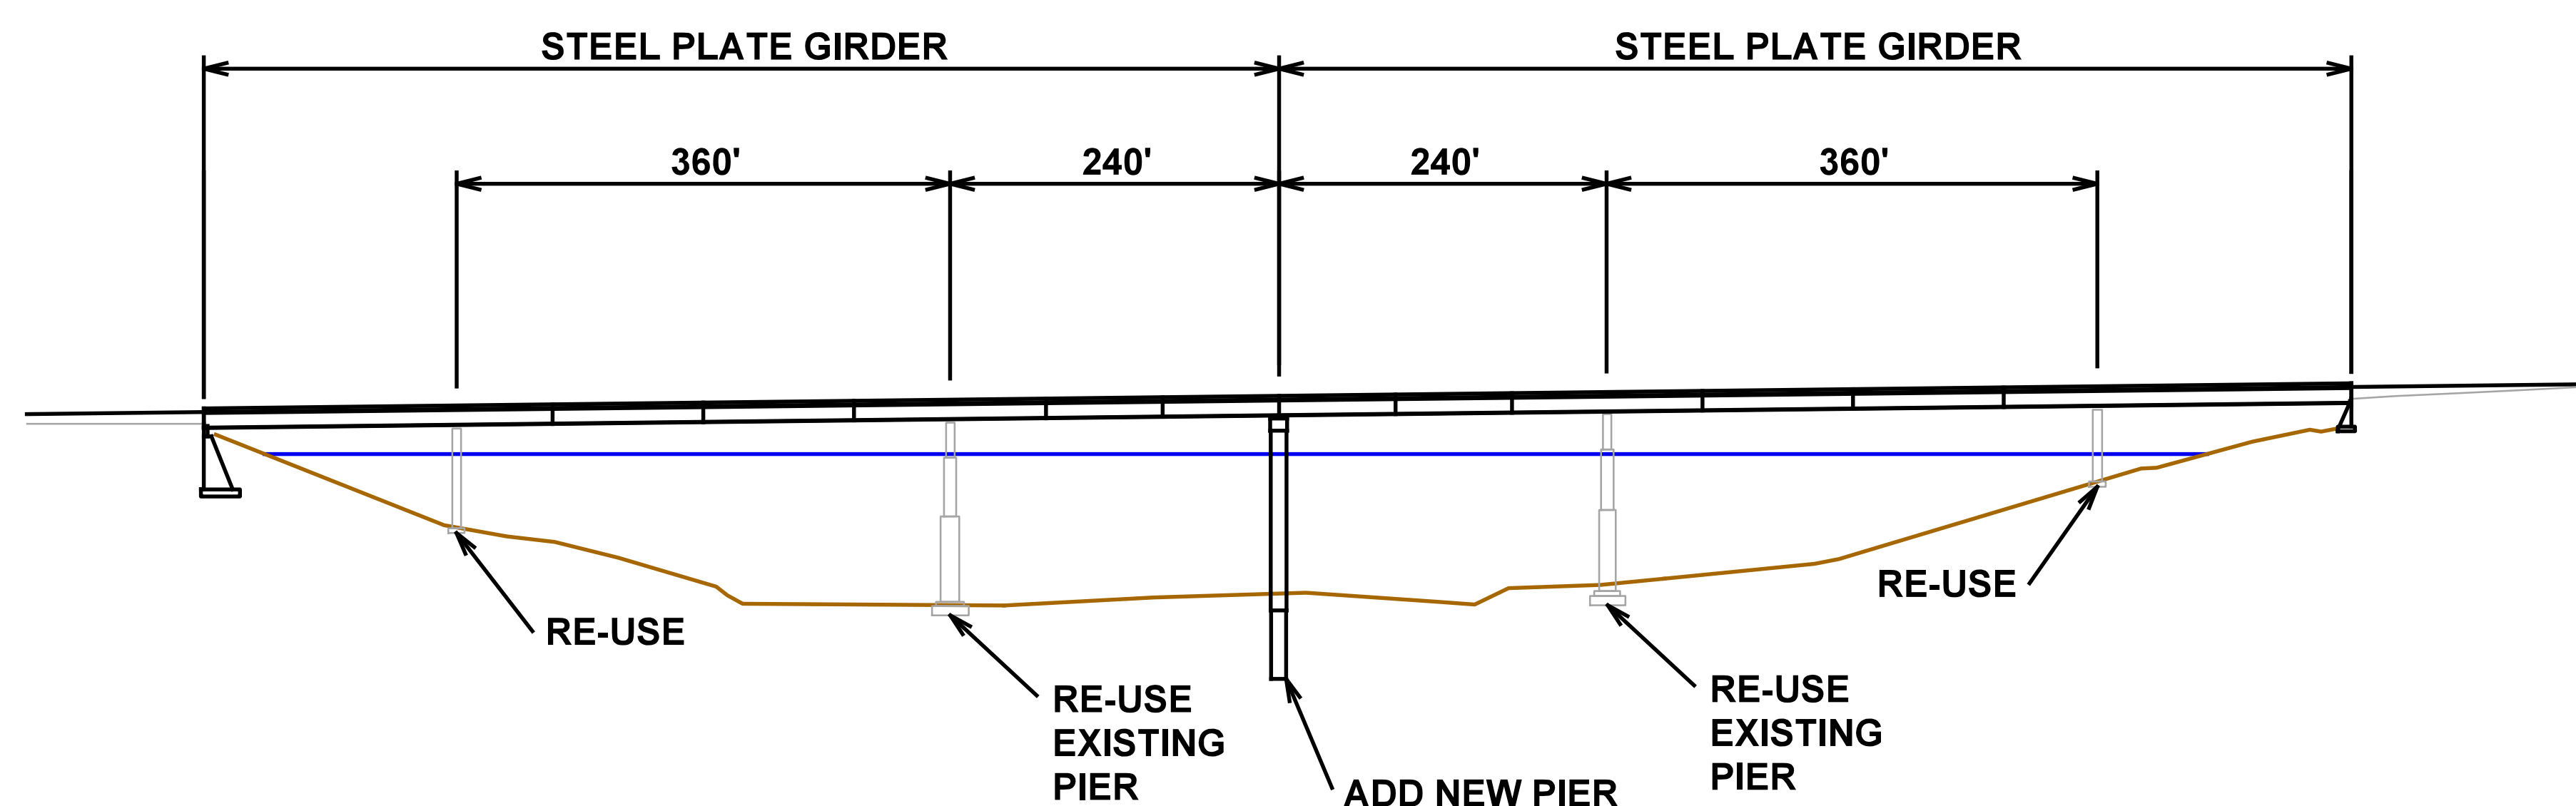 STEEL PLATE GIRDER
STEEL PLATE GIRDER
360'
240'
240'
360'
RE-USE
RE-USE
EXISTING
PIER
ADD NEW PIER
RE-USE
EXISTING
PIER
RE-USE